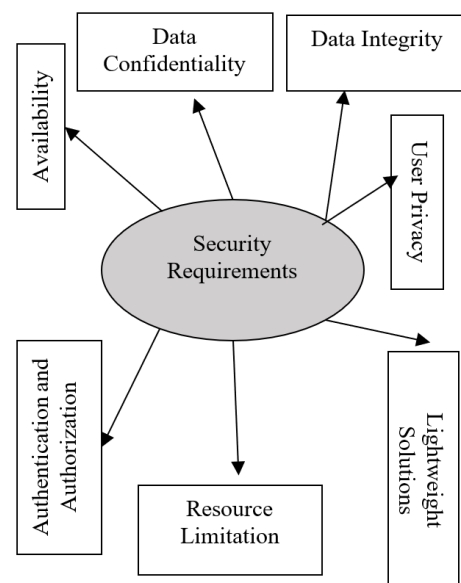 Data
Confidentiality
Data Integrity
Availability
User Privacy
Security
Requirements
Authentication and
Authorization
Resource
Limitation
Lightweight
Solutions